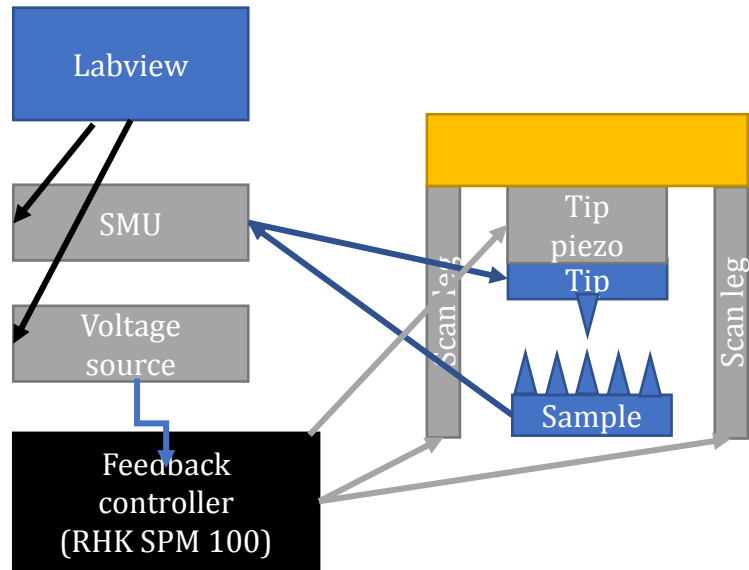 Labview
SMU
Voltage
source
Feedback
controller
(RHK SPM 100)
Tip
piezo
Tip
Scan leg
Scan leg
Sample